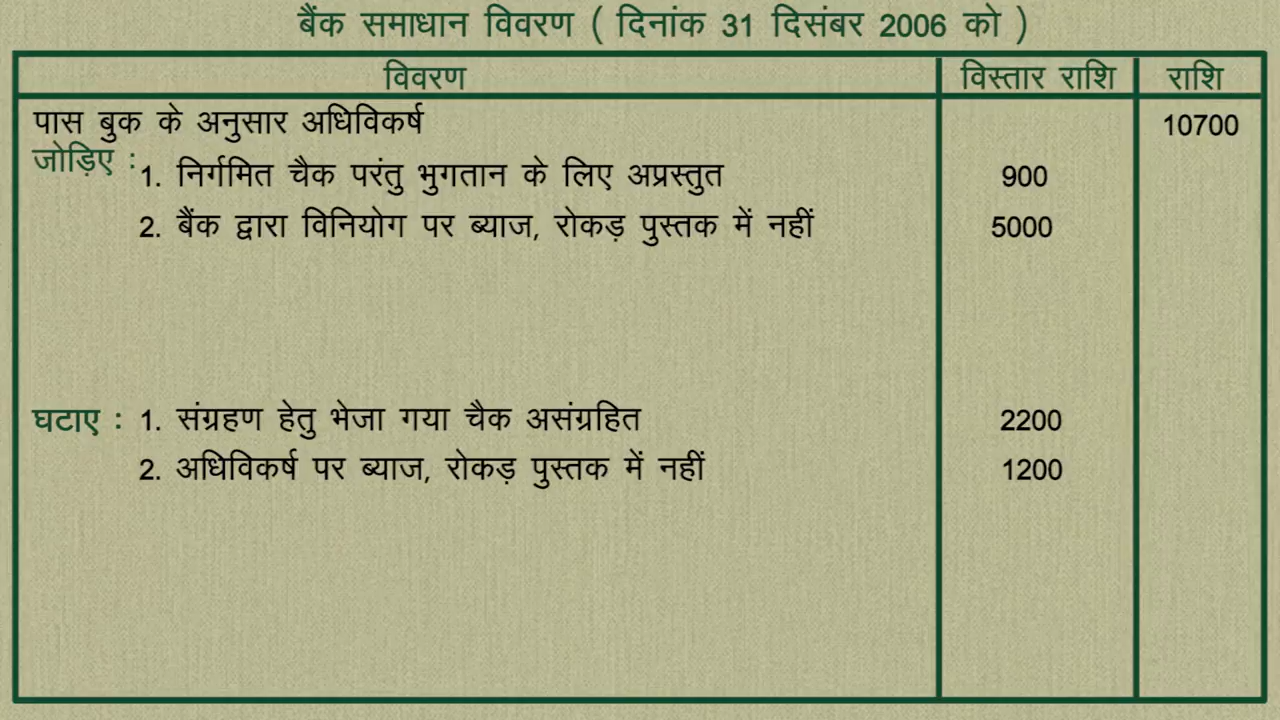 बैंक समाधान विवरण ( दिनांक 31 दिसंबर 2006 को )
विवरण विस्तार राशि राशि
पास बुक के अनुसार अधिविकर्ष 10700
जोड़िए : 1. निर्गमित चैक परंतु भुगतान के लिए अप्रस्तुत 900
2. बैंक द्वारा विनियोग पर ब्याज, रोकड़ पुस्तक में नहीं 5000
घटाए : 1. संग्रहण हेतु भेजा गया चैक असंग्रहित 2200
2. अधिविकर्ष पर ब्याज, रोकड़ पुस्तक में नहीं 1200